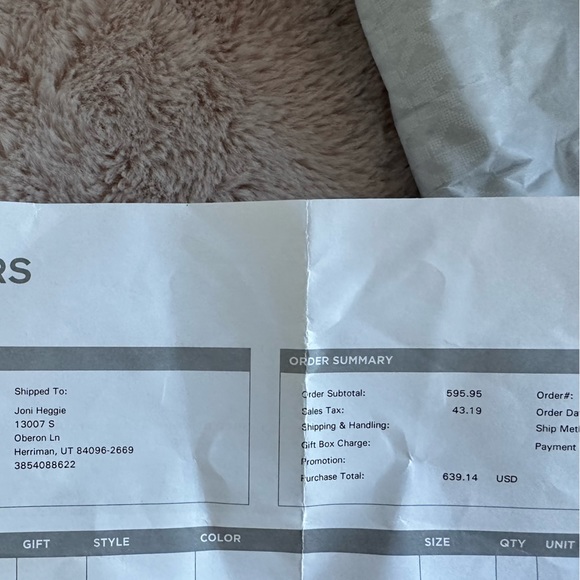 RS
ORDER SUMMARY
Shipped To:
Joni Heggie
13007 S
Oberon Ln
Herriman, UT 84096-2669
3854088622
Order Subtotal: 595.95 Order#:
Sales Tax: 43.19 Order Da
Shipping & Handling: Ship Met
Gift Box Charge: Payment
Promotion:
Purchase Total: 639.14 USD
GIFT STYLE COLOR SIZE QTY UNIT